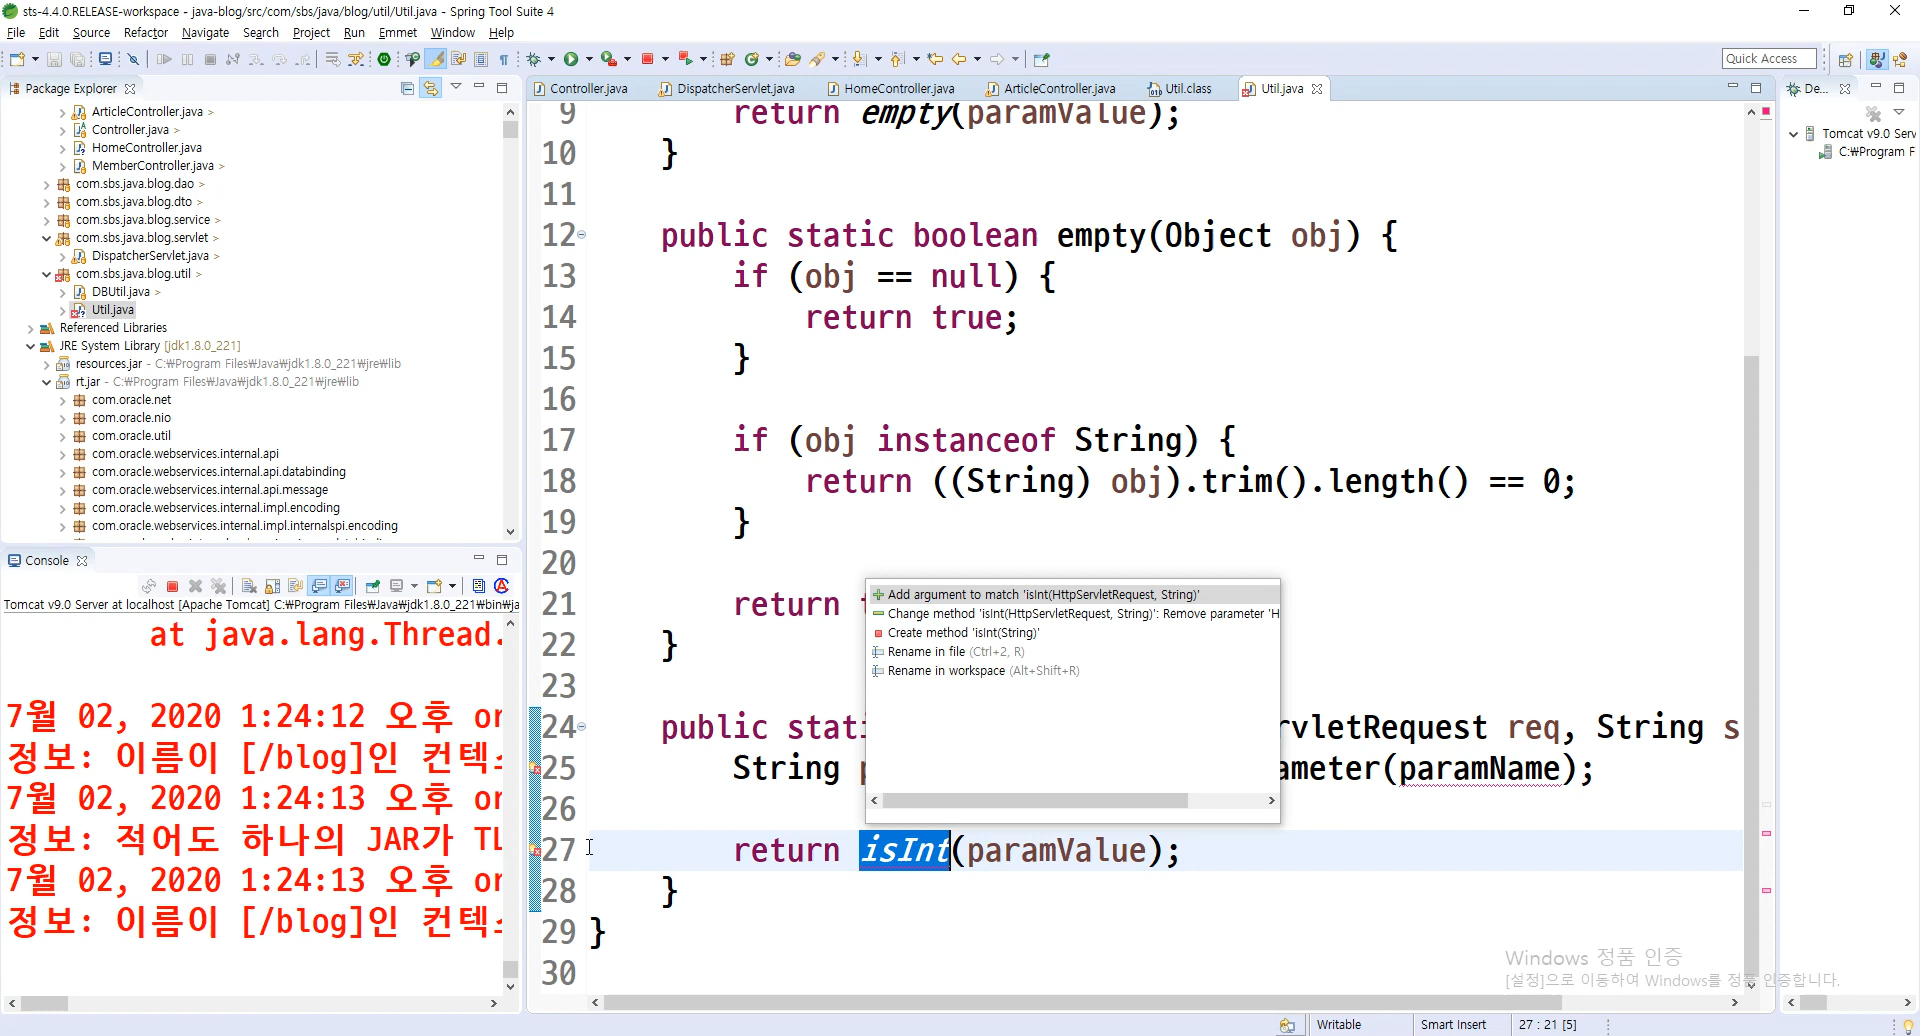 sts-4.4.0.RELEASE-workspace - java-blog/src/com/sbs/java/blog/util/Util.java - Spring Tool Suite 4
File Edit Source Refactor Navigate Search Project Run Emmet Window Help
Quick Access
Package Explorer
ArticleController.java >
Controller.java >
HomeController.java
MemberController.java >
com.sbs.java.blog.dao >
com.sbs.java.blog.dto >
com.sbs.java.blog.service >
com.sbs.java.blog.servlet >
DispatcherServlet.java >
com.sbs.java.blog.util >
DBUtil.java >
Util.java
Referenced Libraries
JRE System Library [jdk1.8.0_221]
resources.jar - C:₩Program Files₩Java₩jdk1.8.0_221₩jre₩lib
rt.jar - C:₩Program Files₩Java₩jdk1.8.0_221₩jre₩lib
com.oracle.net
com.oracle.nio
com.oracle.util
com.oracle.webservices.internal.api
com.oracle.webservices.internal.api.databinding
com.oracle.webservices.internal.api.message
com.oracle.webservices.internal.impl.encoding
com.oracle.webservices.internal.impl.internalspi.encoding
Console
Tomcat v9.0 Server at localhost [Apache Tomcat] C:₩Program Files₩Java₩jdk1.8.0_221₩bin₩ja
at java.lang.Thread.
7월 02, 2020 1:24:12 오후 or
정보: 이름이 [/blog]인 컨텍스
7월 02, 2020 1:24:13 오후 or
정보: 적어도 하나의 JAR가 TL
7월 02, 2020 1:24:13 오후 or
정보: 이름이 [/blog]인 컨텍스
Controller.java DispatcherServlet.java HomeController.java ArticleController.java Util.class Util.java
9 return empty(paramValue);
10 }
11
12 public static boolean empty(Object obj) {
13 if (obj == null) {
14 return true;
15 }
16
17 if (obj instanceof String) {
18 return ((String) obj).trim().length() == 0;
19 }
20
21 return t
22 }
23
24 public stati rvletRequest req, String s
25 String p ameter(paramName);
26
27 return isInt(paramValue);
28 }
29 }
30
Add argument to match 'isInt(HttpServletRequest, String)'
Change method 'isInt(HttpServletRequest, String)': Remove parameter 'H
Create method 'isInt(String)'
Rename in file (Ctrl+2, R)
Rename in workspace (Alt+Shift+R)
De...
Tomcat v9.0 Serv
C:₩Program F
Windows 정품 인증
[설정]으로 이동하여 Windows를 정품 인증합니다.
Writable Smart Insert 27 : 21 [5]